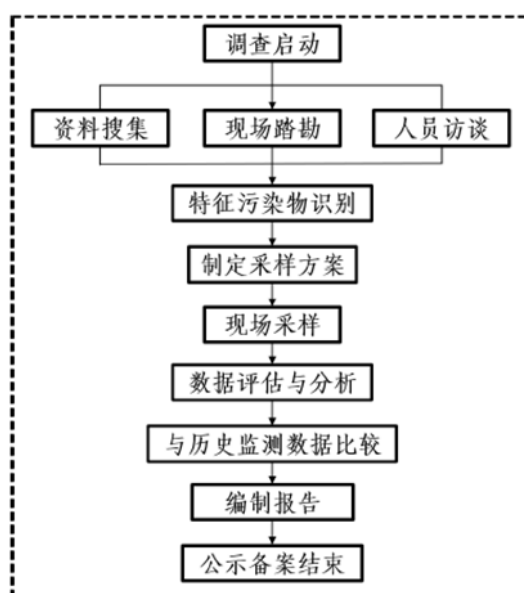 调查启动
资料搜集
现场踏勘
人员访谈
特征污染物识别
制定采样方案
现场采样
数据评估与分析
与历史监测数据比较
编制报告
公示备案结束